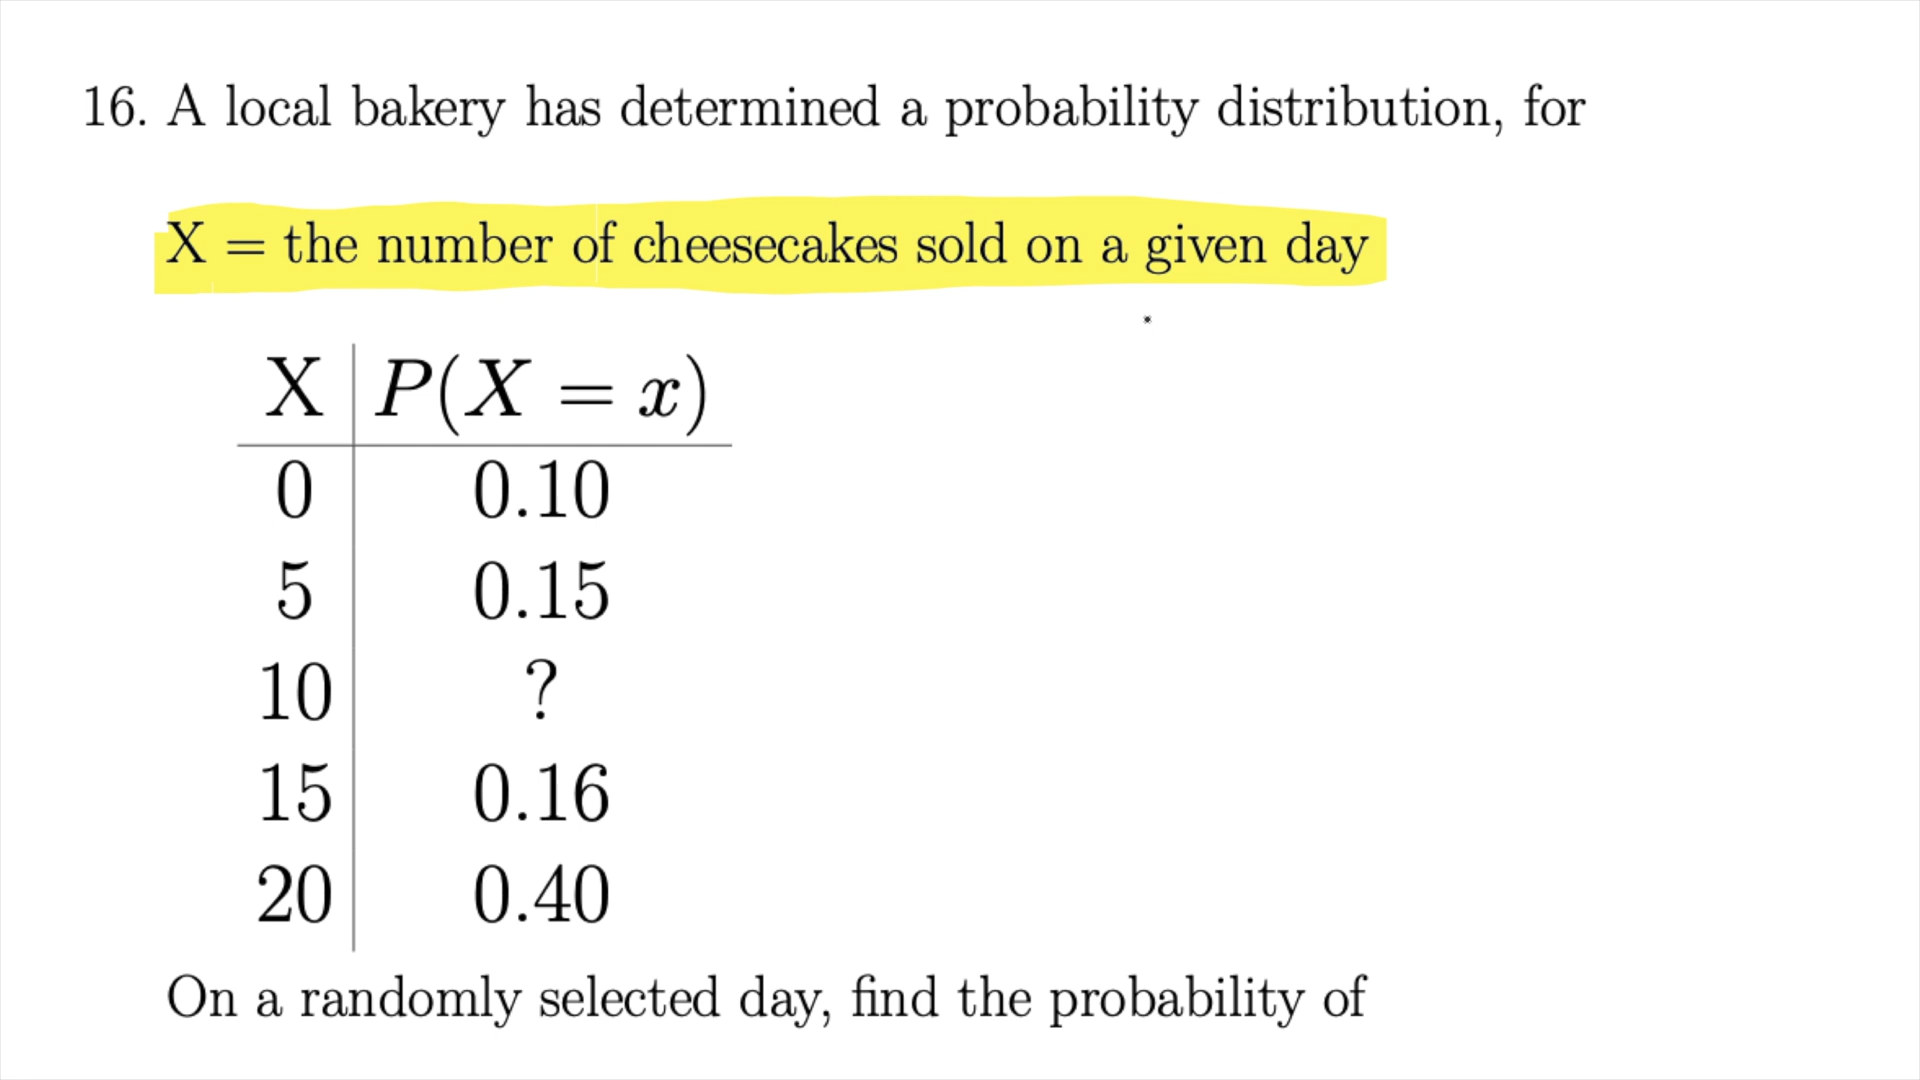 16. A local bakery has determined a probability distribution, for
X = the number of cheesecakes sold on a given day
X P(X = x)
0 0.10
5 0.15
10 ?
15 0.16
20 0.40
On a randomly selected day, find the probability of